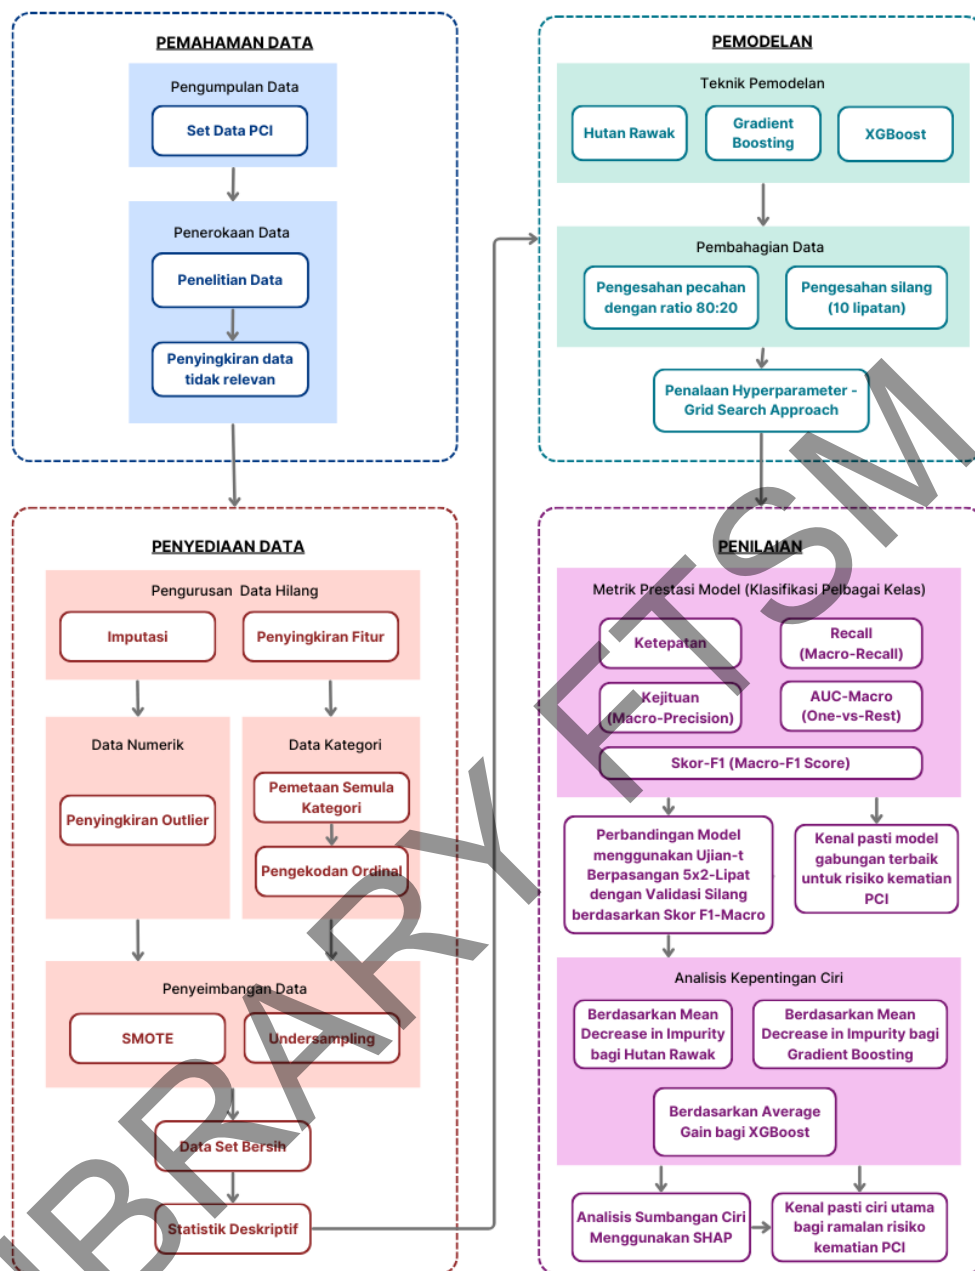 PEMAHAMAN DATA
Pengumpulan Data
Set Data PCI
Penerokaan Data
Penelitian Data
Penyingkiran data
tidak relevan
PENYEDIAAN DATA
Pengurusan Data Hilang
Imputasi
Penyingkiran Fitur
Data Numerik
Penyingkiran Outlier
Data Kategori
Pemetaan Semula
Kategori
Pengekodan Ordinal
Penyeimbangan Data
SMOTE
Undersampling
Data Set Bersih
Statistik Deskriptif
PEMODELAN
Teknik Pemodelan
Hutan Rawak
Gradient
Boosting
XGBoost
Pembahagian Data
Pengesahan pecahan
dengan ratio 80:20
Pengesahan silang
(10 lipatan)
Penalaan Hyperparameter -
Grid Search Approach
PENILAIAN
Metrik Prestasi Model (Klasifikasi Pelbagai Kelas)
Ketepatan
Recall
(Macro-Recall)
Kejituan
(Macro-Precision)
AUC-Macro
(One-vs-Rest)
Skor-F1 (Macro-F1 Score)
Perbandingan Model
menggunakan Ujian-t
Berpasangan 5x2-Lipat
dengan Validasi Silang
berdasarkan Skor F1-Macro
Kenal pasti model
gabungan terbaik
untuk risiko kematian
PCI
Analisis Kepentingan Ciri
Berdasarkan Mean
Decrease in Impurity
bagi Hutan Rawak
Berdasarkan Mean
Decrease in Impurity bagi
Gradient Boosting
Berdasarkan Average
Gain bagi XGBoost
Analisis Sumbangan Ciri
Menggunakan SHAP
Kenal pasti ciri utama
bagi ramalan risiko
kematian PCI
IBRARY FTSM